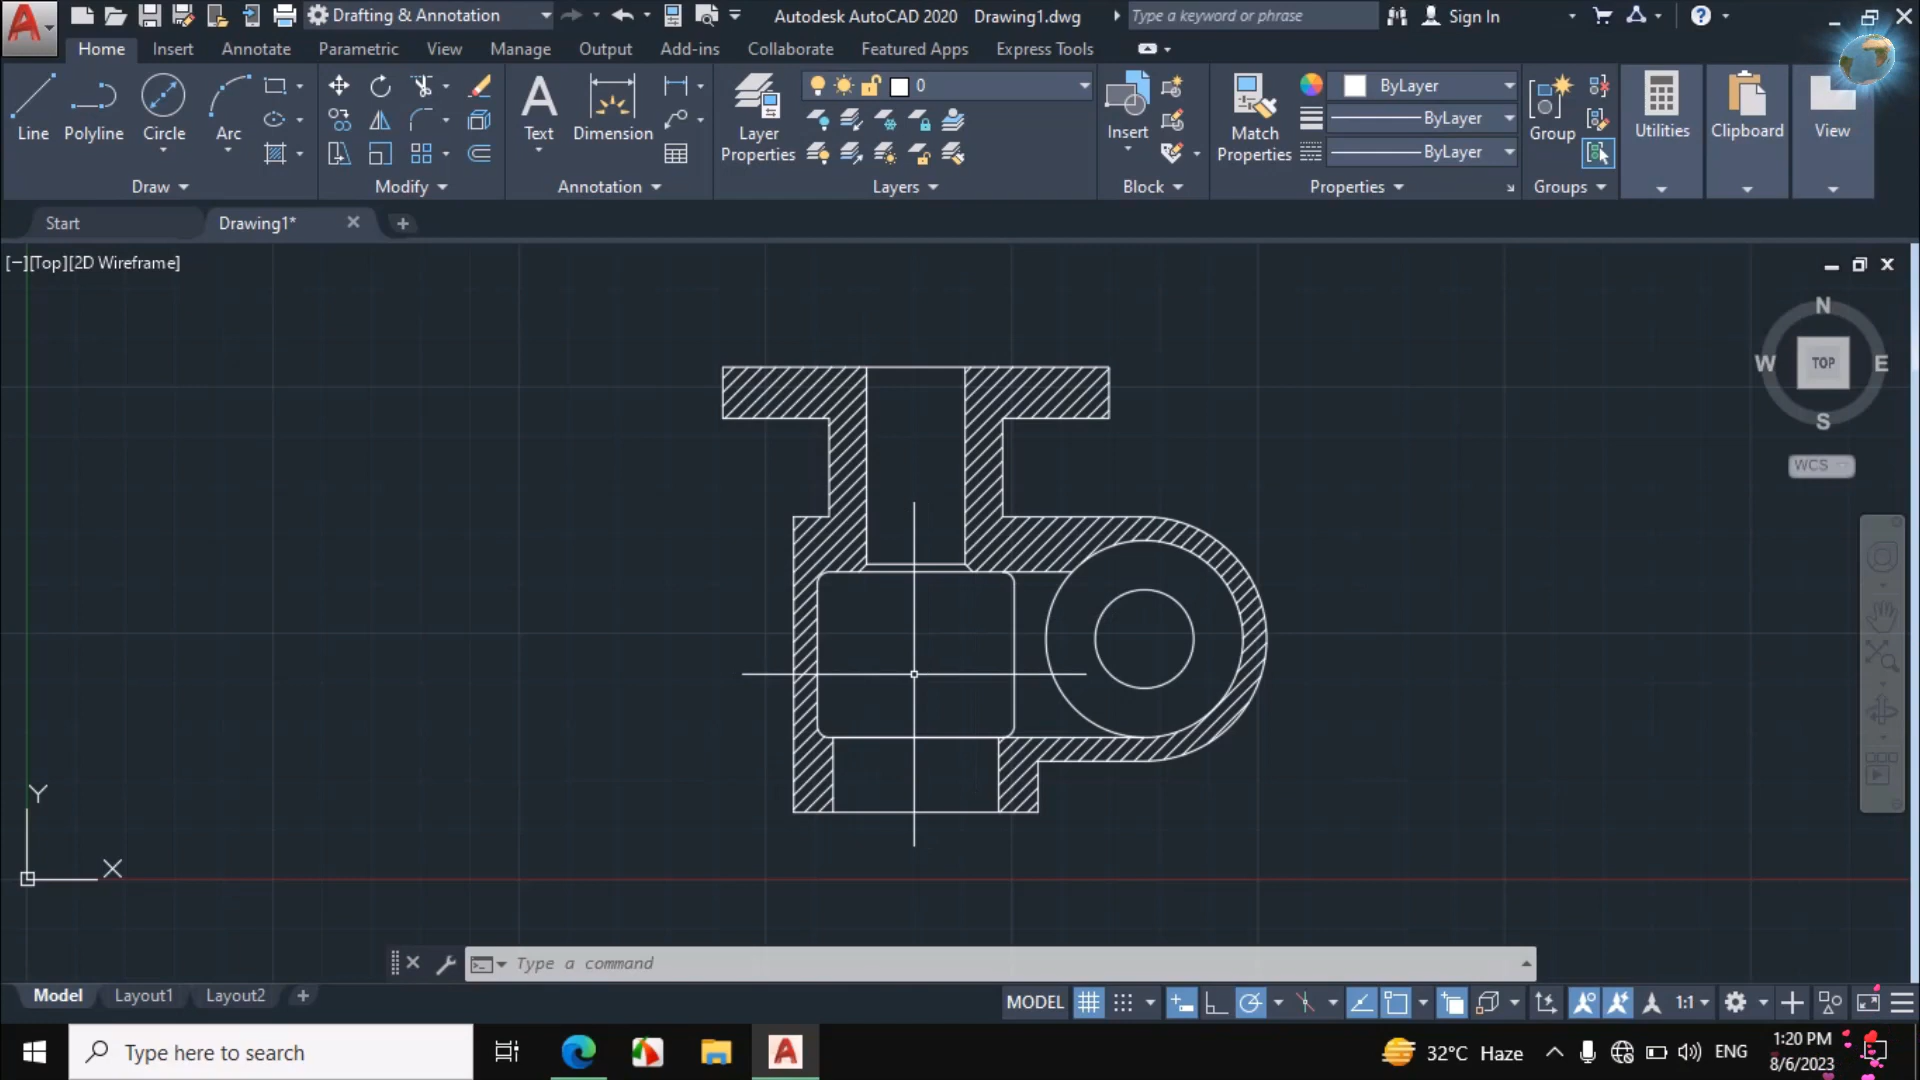 Drafting & Annotation
Autodesk AutoCAD 2020 Drawing1.dwg
Type a keyword or phrase
Sign In
Home Insert Annotate Parametric View Manage Output Add-ins Collaborate Featured Apps Express Tools
Line Polyline Circle Arc
Text Dimension
Layer Properties
0
Insert
Match Properties
ByLayer
ByLayer
ByLayer
Group
Utilities
Clipboard
View
Draw Modify Annotation Layers Block Properties Groups
Start Drawing1*
[−][Top][2D Wireframe]
N
W TOP E
S
WCS
Y
X
Type a command
Model Layout1 Layout2
MODEL
1:1
Type here to search
32°C Haze
ENG
1:20 PM
8/6/2023